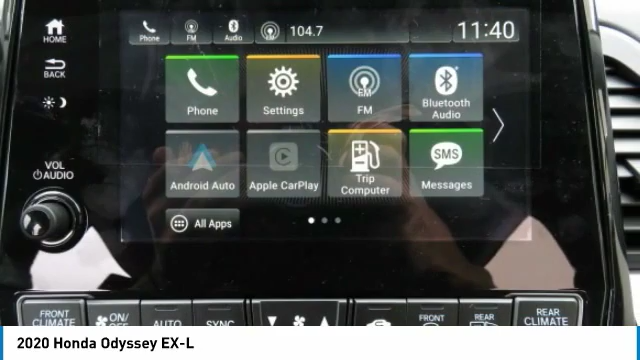 HOME
Phone
FM
Audio
FM
104.7
11:40
BACK
Phone
Settings
FM
FM
Bluetooth
Audio
VOL
AUDIO
Android Auto
Apple CarPlay
Trip
Computer
SMS
Messages
All Apps
FRONT
CLIMATE
ON/
OFF
AUTO
SYNC
FRONT
REAR
REAR
CLIMATE
2020 Honda Odyssey EX-L